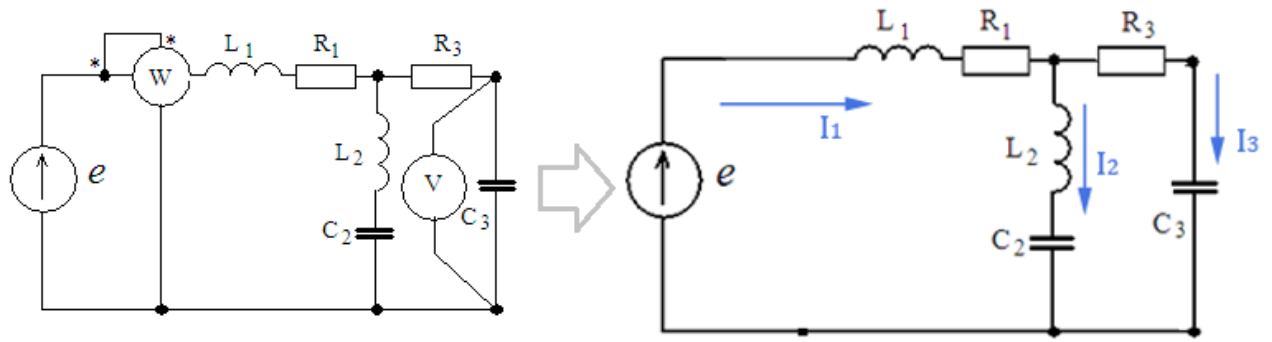 * *
W
L1 R1 R3
e
L2
V
C2 C3
L1 R1 R3
I1
e
L2 I2 I3
C2 C3